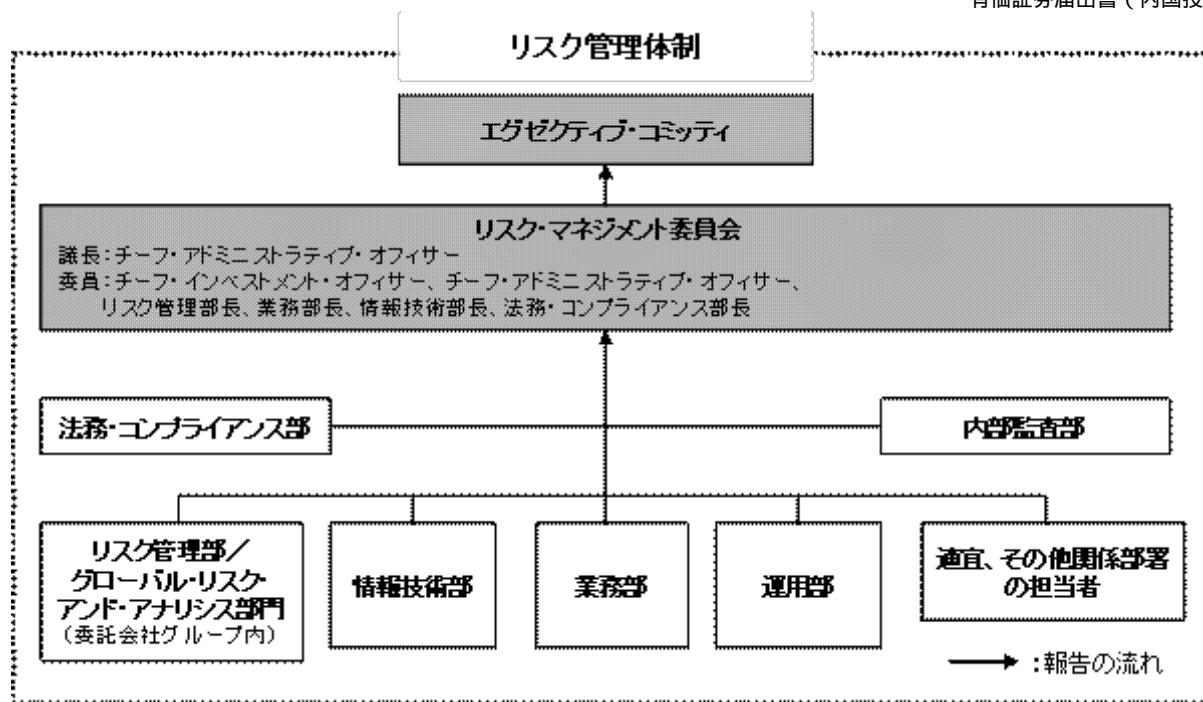 有価証券届出書(内国投
リスク管理体制
エグゼクティブ・コミッティ
リスク・マネジメント委員会
議長:チーフ・アドミニストラティブ・オフィサー
委員:チーフ・インベストメント・オフィサー、チーフ・アドミニストラティブ・オフィサー、
リスク管理部長、業務部長、情報技術部長、法務・コンプライアンス部長
法務・コンプライアンス部
内部監査部
リスク管理部/
グローバル・リスク・
アンド・アナリシス部門
(委託会社グループ内)
情報技術部
業務部
運用部
適宜、その他関係部署
の担当者
:報告の流れ